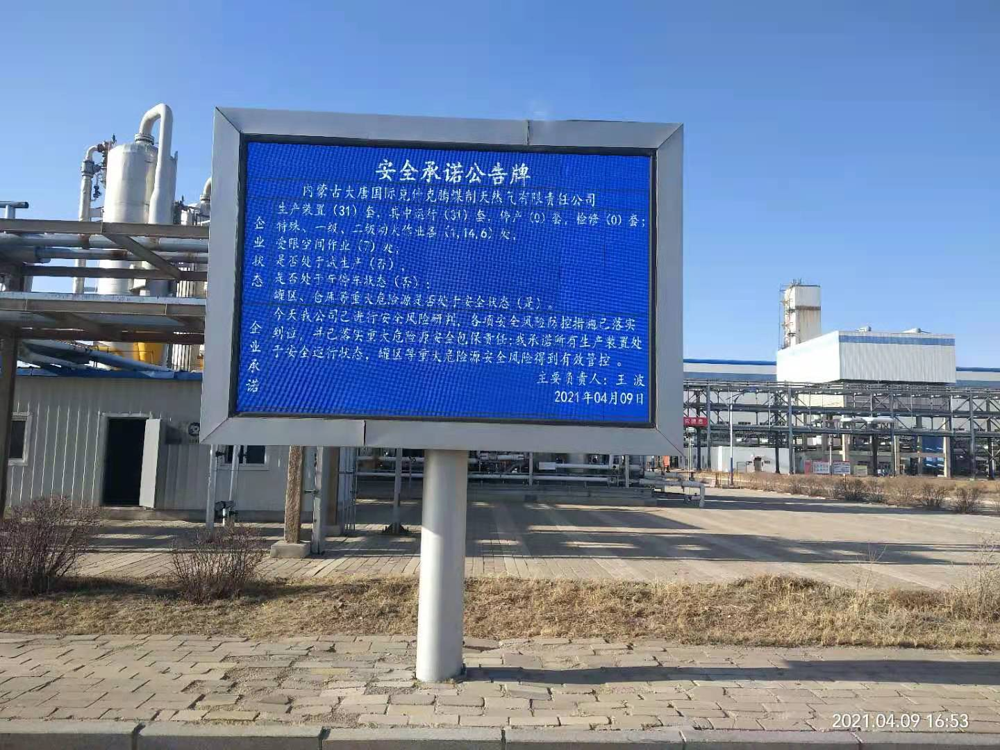 安全承诺公告牌
内蒙古大唐国际克什克腾煤制天然气有限责任公司
企业状态
生产装置（31）套，其中运行（31）套，停产（0）套，检修（0）套；
特殊、一级、二级动火作业各（1,14,6）处；
受限空间作业（7）处；
是否处于试生产（否）；
是否处于开停车状态（否）；
罐区、仓库等重大危险源是否处于安全状态（是）。
企业承诺
今天我公司已进行安全风险研判，各项安全风险防控措施已落实
到位，并已落实重大危险源安全包保责任:我承诺所有生产装置处
于安全运行状态，罐区等重大危险源安全风险得到有效管控。
主要负责人：王 波
2021年04月09日
2021.04.09 16:53